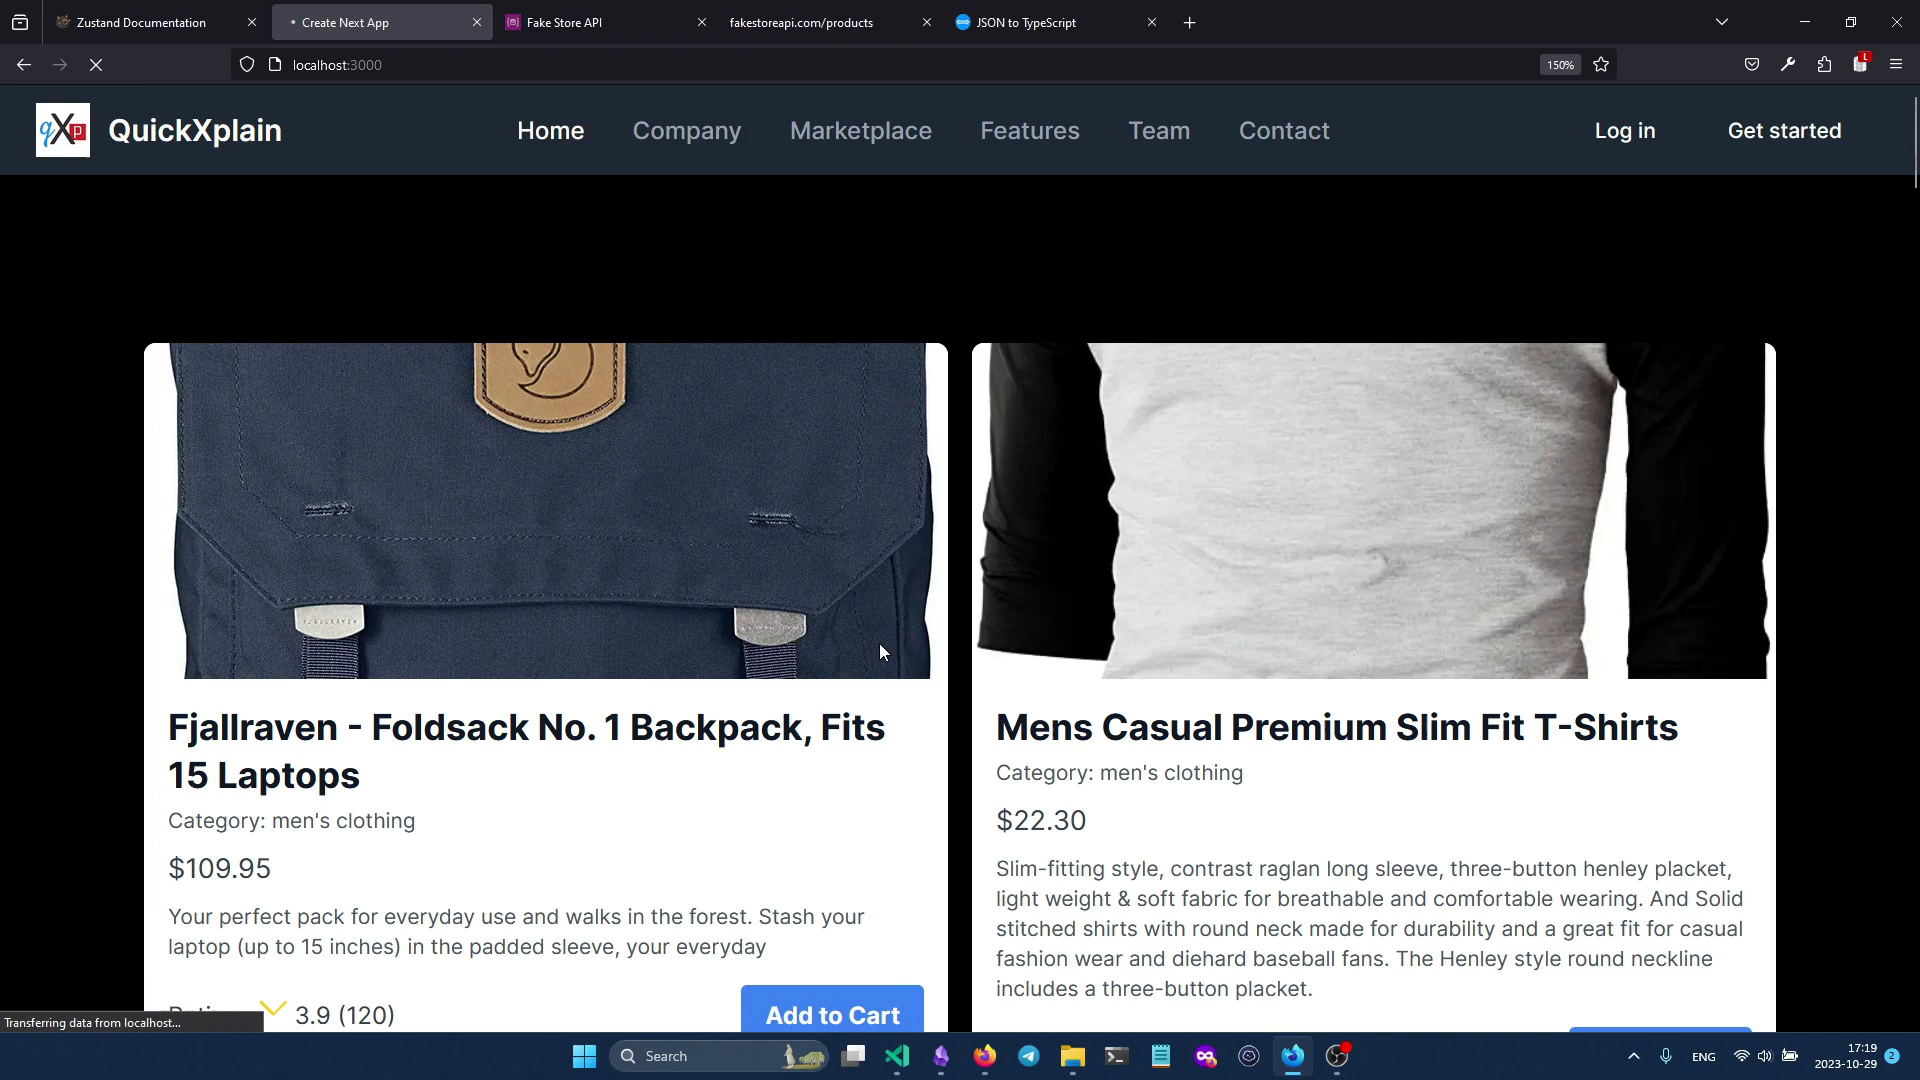 Zustand Documentation
Create Next App
Fake Store API
fakestoreapi.com/products
JSON to TypeScript
localhost:3000
150%
L
qXp
QuickXplain
Home
Company
Marketplace
Features
Team
Contact
Log in
Get started
Fjallraven - Foldsack No. 1 Backpack, Fits
15 Laptops
Category: men's clothing
$109.95
Your perfect pack for everyday use and walks in the forest. Stash your
laptop (up to 15 inches) in the padded sleeve, your everyday
3.9 (120)
Add to Cart
Mens Casual Premium Slim Fit T-Shirts
Category: men's clothing
$22.30
Slim-fitting style, contrast raglan long sleeve, three-button henley placket,
light weight & soft fabric for breathable and comfortable wearing. And Solid
stitched shirts with round neck made for durability and a great fit for casual
fashion wear and diehard baseball fans. The Henley style round neckline
includes a three-button placket.
Transferring data from localhost...
Search
ENG
17:19
2023-10-29
2